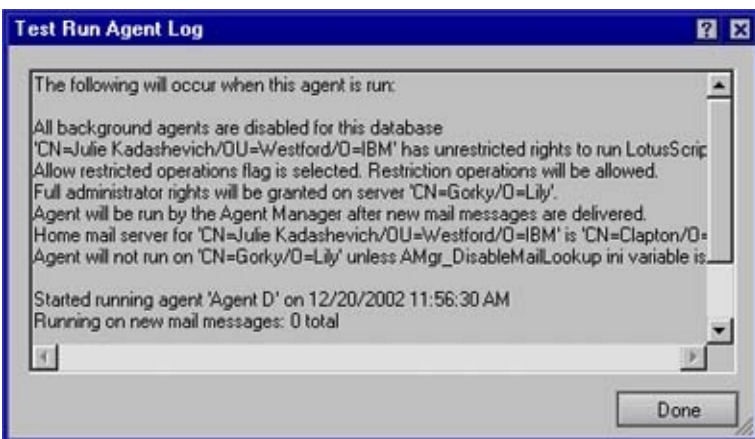 Test Run Agent Log
The following will occur when this agent is run:
All background agents are disabled for this database
'CN=Julie Kadashevich/OU=Westford/O=IBM' has unrestricted rights to run LotusScrip
Allow restricted operations flag is selected. Restriction operations will be allowed.
Full administrator rights will be granted on server 'CN=Gorky/O=Lily'.
Agent will be run by the Agent Manager after new mail messages are delivered.
Home mail server for 'CN=Julie Kadashevich/OU=Westford/O=IBM' is 'CN=Clapton/O=
Agent will not run on 'CN=Gorky/O=Lily' unless AMgr_DisableMailLookup ini variable is
Started running agent 'Agent D' on 12/20/2002 11:56:30 AM
Running on new mail messages: 0 total
Done